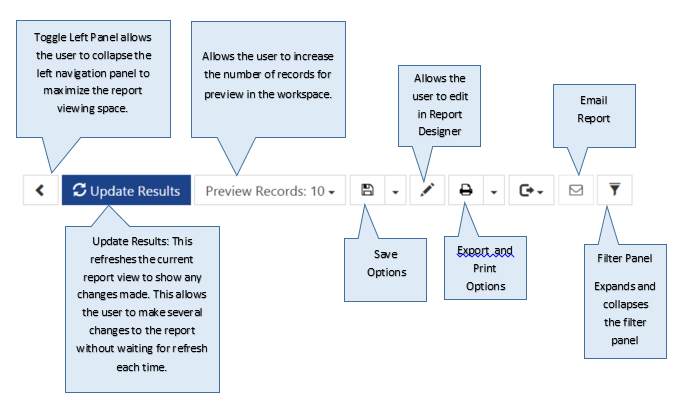 Toggle Left Panel allows
the user to collapse the
left navigation panel to
maximize the report
viewing space.
Allows the user to increase
the number of records for
preview in the workspace.
Allows the
user to edit
in Report
Designer
Email
Report
Update Results
Preview Records: 10
Update Results: This
refreshes the current
report view to show any
changes made. This allows
the user to make several
changes to the report
without waiting for refresh
each time.
Save
Options
Export and
Print
Options
Filter Panel
Expands and
collapses
the filter
panel